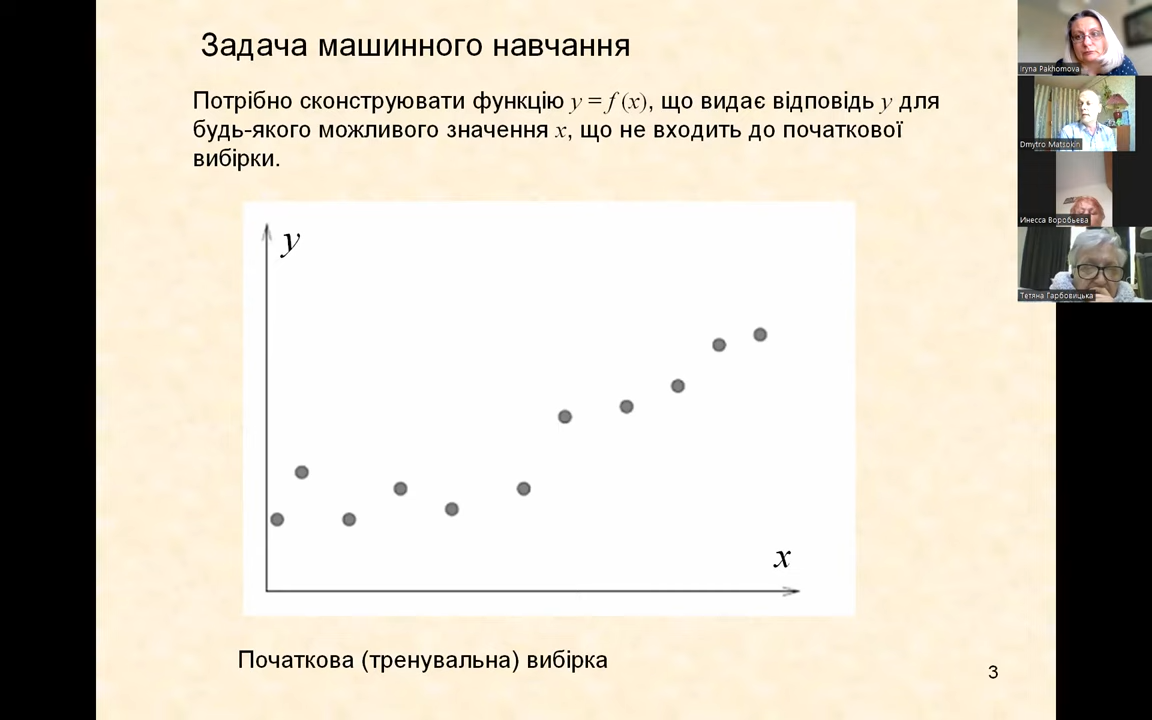 Задача машинного навчання
Потрібно сконструювати функцію y = f (x), що видає відповідь y для
будь-якого можливого значення x, що не входить до початкової
вибірки.
y
x
Початкова (тренувальна) вибірка
3
Iryna Pakhomova
Dmytro Matsokin
Инесса Воробьева
Тетяна Гарбовицька